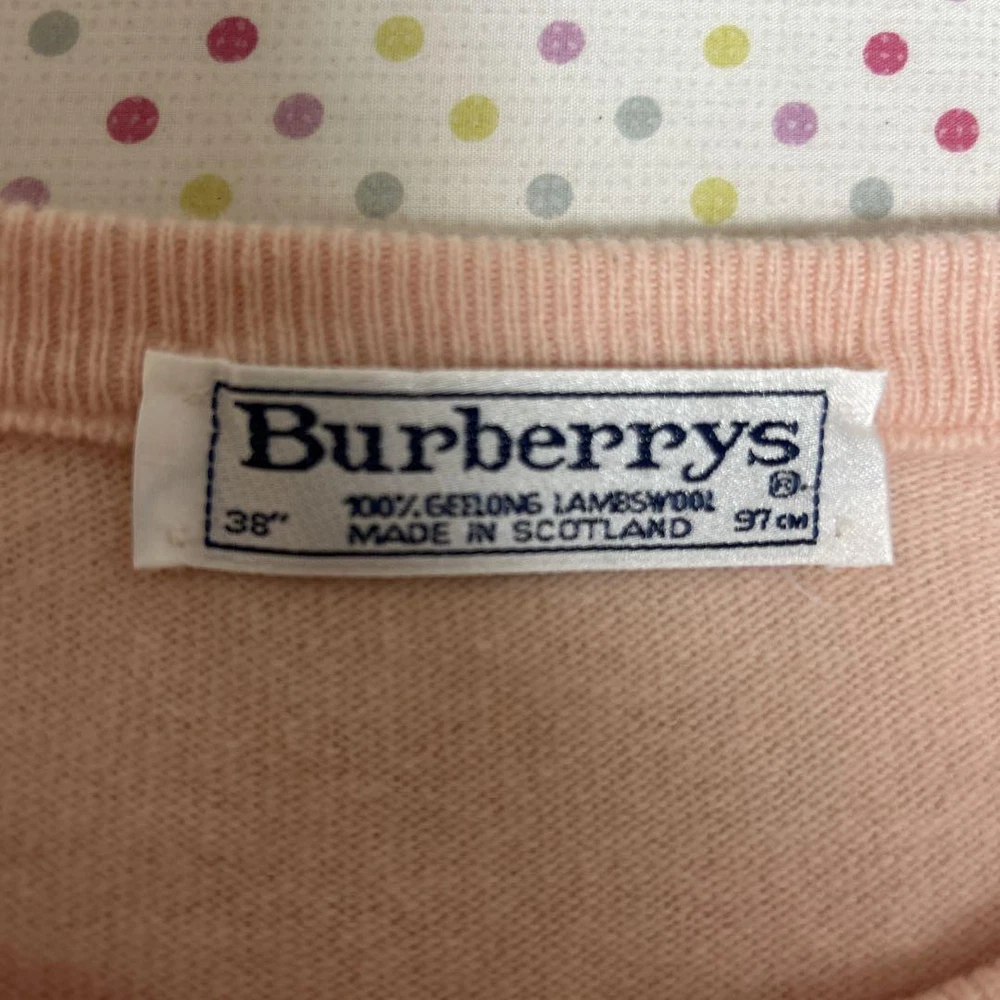 Burberrys
®
100% GEELONG LAMBSWOOL
38" MADE IN SCOTLAND 97 CM